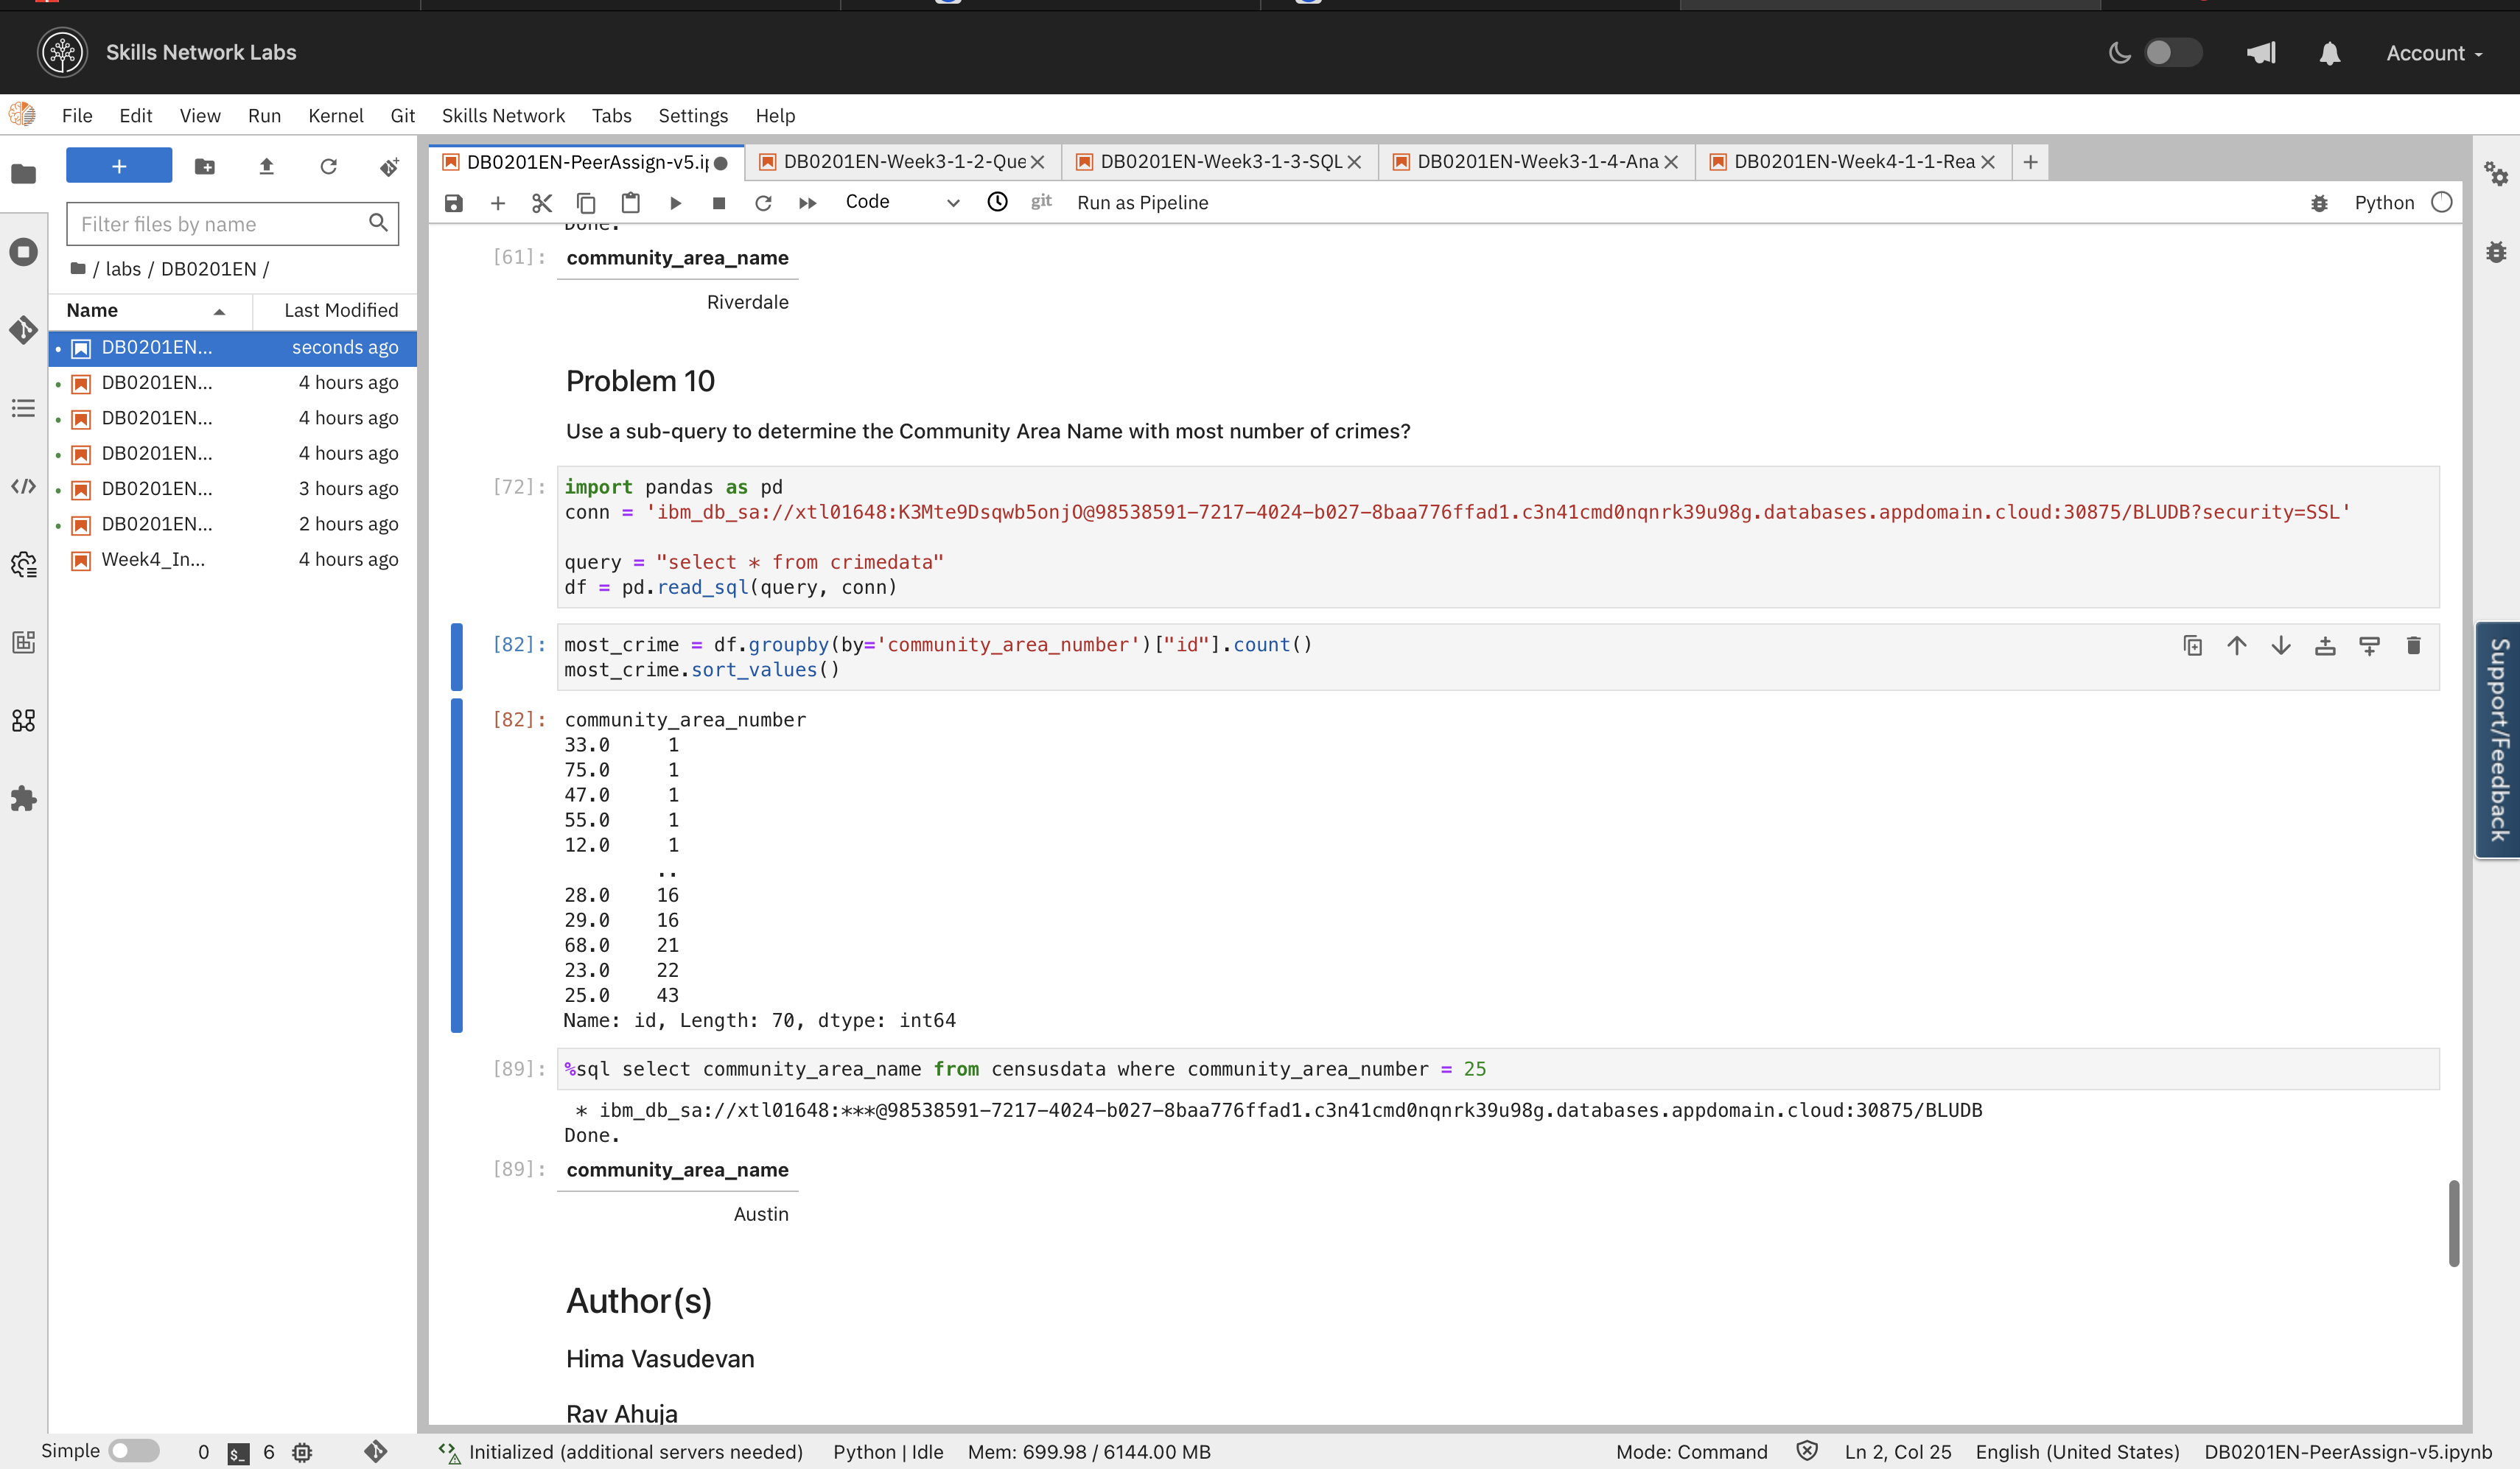 Skills Network Labs
Account
File Edit View Run Kernel Git Skills Network Tabs Settings Help
DB0201EN-PeerAssign-v5.ip
DB0201EN-Week3-1-2-Que
DB0201EN-Week3-1-3-SQL
DB0201EN-Week3-1-4-Ana
DB0201EN-Week4-1-1-Rea
Code
git
Run as Pipeline
Python
Filter files by name
/ labs / DB0201EN /
Name Last Modified
DB0201EN... seconds ago
DB0201EN... 4 hours ago
DB0201EN... 4 hours ago
DB0201EN... 4 hours ago
DB0201EN... 3 hours ago
DB0201EN... 2 hours ago
Week4_In... 4 hours ago
Done.
[61]: community_area_name
Riverdale
Problem 10
Use a sub-query to determine the Community Area Name with most number of crimes?
[72]: import pandas as pd
conn = 'ibm_db_sa://xtl01648:K3Mte9Dsqwb5onjO@98538591-7217-4024-b027-8baa776ffad1.c3n41cmd0nqnrk39u98g.databases.appdomain.cloud:30875/BLUDB?security=SSL'
query = "select * from crimedata"
df = pd.read_sql(query, conn)
[82]: most_crime = df.groupby(by='community_area_number')["id"].count()
most_crime.sort_values()
[82]: community_area_number
33.0 1
75.0 1
47.0 1
55.0 1
12.0 1
..
28.0 16
29.0 16
68.0 21
23.0 22
25.0 43
Name: id, Length: 70, dtype: int64
[89]: %sql select community_area_name from censusdata where community_area_number = 25
* ibm_db_sa://xtl01648:***@98538591-7217-4024-b027-8baa776ffad1.c3n41cmd0nqnrk39u98g.databases.appdomain.cloud:30875/BLUDB
Done.
[89]: community_area_name
Austin
Author(s)
Hima Vasudevan
Rav Ahuja
Support/Feedback
Simple 0 $_ 6 Initialized (additional servers needed) Python | Idle Mem: 699.98 / 6144.00 MB Mode: Command Ln 2, Col 25 English (United States) DB0201EN-PeerAssign-v5.ipynb